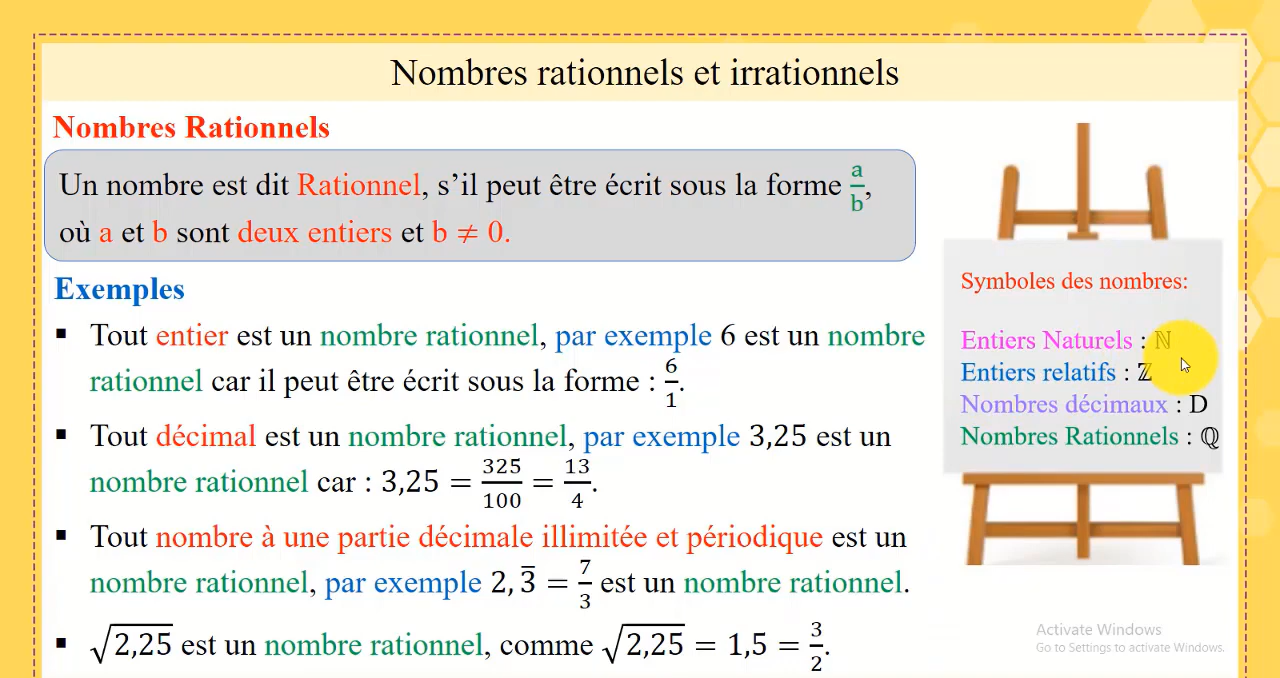 Nombres rationnels et irrationnels
Nombres Rationnels
Un nombre est dit Rationnel, s'il peut être écrit sous la forme a/b,
où a et b sont deux entiers et b ≠ 0.
Exemples
▪ Tout entier est un nombre rationnel, par exemple 6 est un nombre
rationnel car il peut être écrit sous la forme : 6/1.
▪ Tout décimal est un nombre rationnel, par exemple 3,25 est un
nombre rationnel car : 3,25 = 325/100 = 13/4.
▪ Tout nombre à une partie décimale illimitée et périodique est un
nombre rationnel, par exemple 2,3̅ = 7/3 est un nombre rationnel.
▪ √2,25 est un nombre rationnel, comme √2,25 = 1,5 = 3/2.
Symboles des nombres:
Entiers Naturels : ℕ
Entiers relatifs : ℤ
Nombres décimaux : D
Nombres Rationnels : ℚ
Activate Windows
Go to Settings to activate Windows.